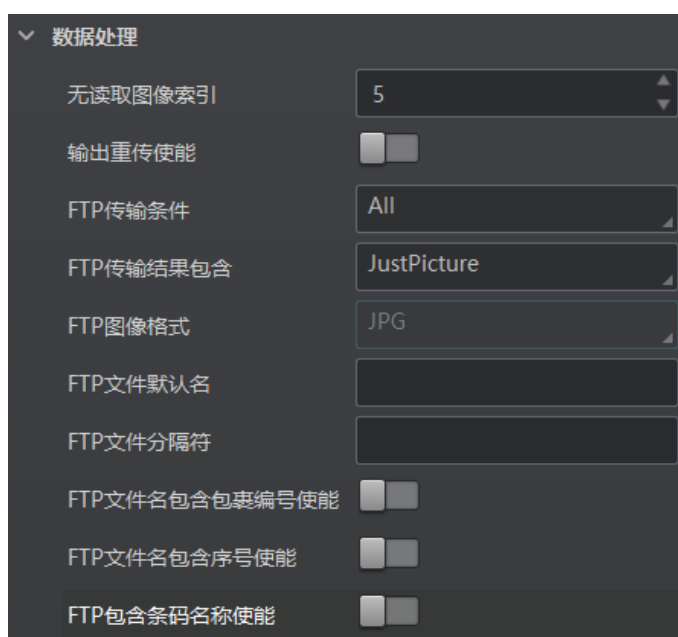 数据处理
无读取图像索引 5
输出重传使能
FTP传输条件 All
FTP传输结果包含 JustPicture
FTP图像格式 JPG
FTP文件默认名
FTP文件分隔符
FTP文件名包含包裹编号使能
FTP文件名包含序号使能
FTP包含条码名称使能